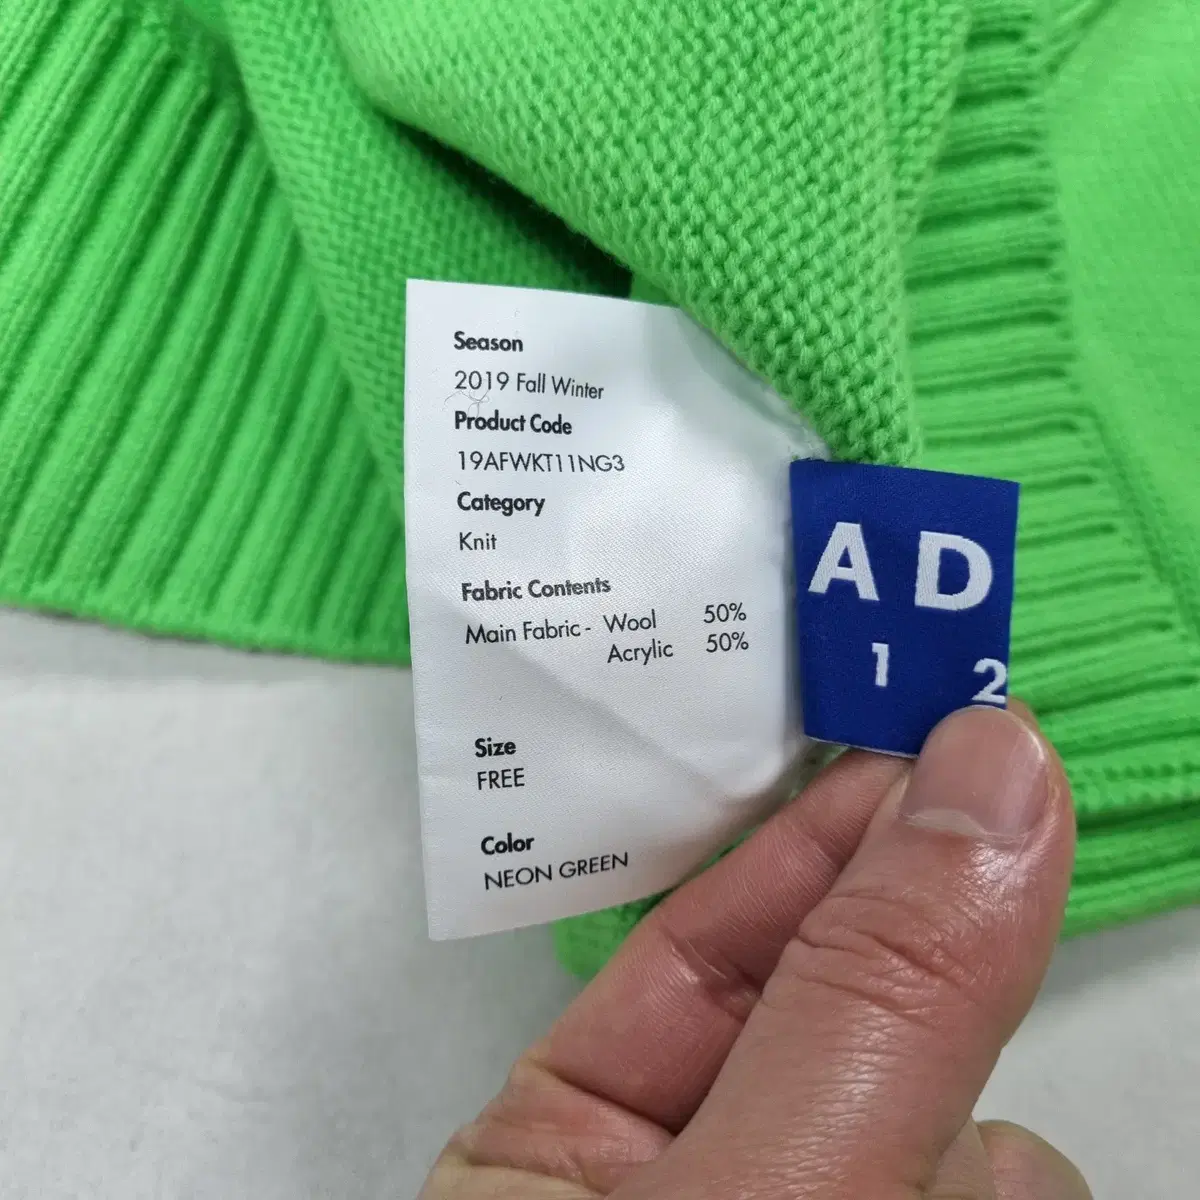 Season
2019 Fall Winter
Product Code
19AFWKT11NG3
Category
Knit
Fabric Contents
Main Fabric - Wool 50%
Acrylic 50%
Size
FREE
Color
NEON GREEN
A D
1 2